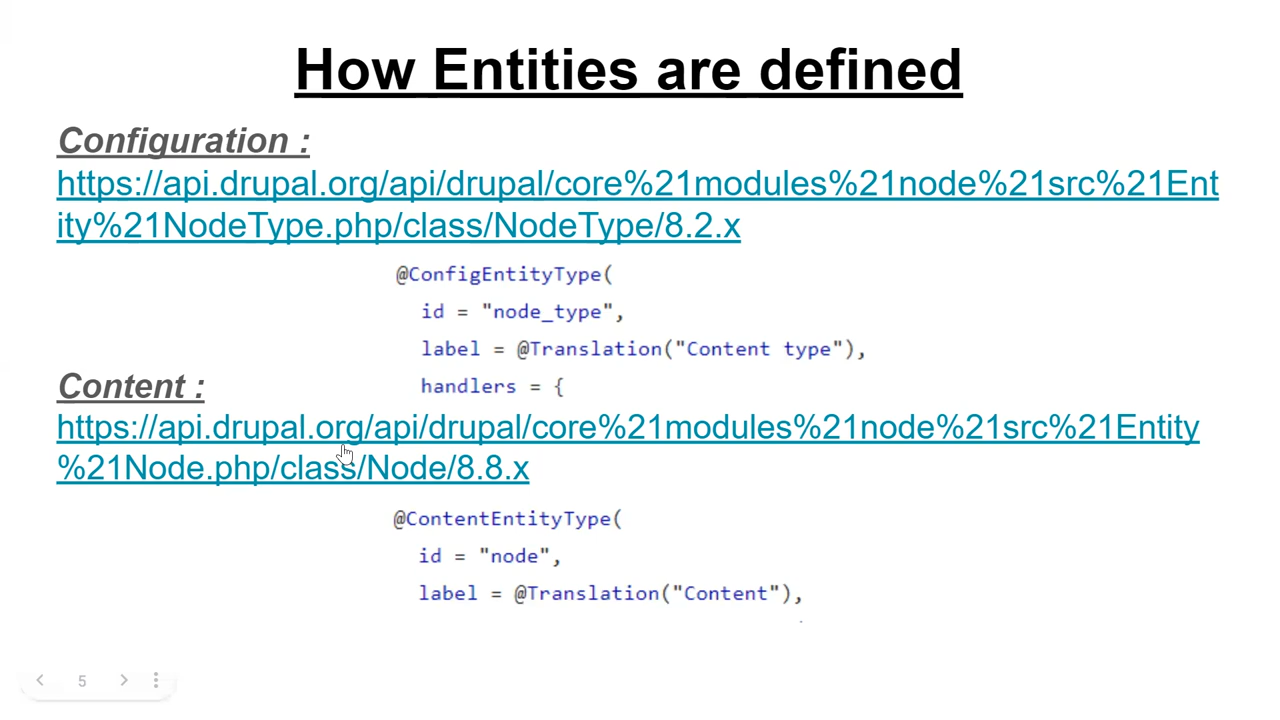 How Entities are defined
Configuration :
https://api.drupal.org/api/drupal/core%21modules%21node%21src%21Ent
ity%21NodeType.php/class/NodeType/8.2.x
@ConfigEntityType(
id = "node_type",
label = @Translation("Content type"),
handlers = {
Content :
https://api.drupal.org/api/drupal/core%21modules%21node%21src%21Entity
%21Node.php/class/Node/8.8.x
@ContentEntityType(
id = "node",
label = @Translation("Content"),
5